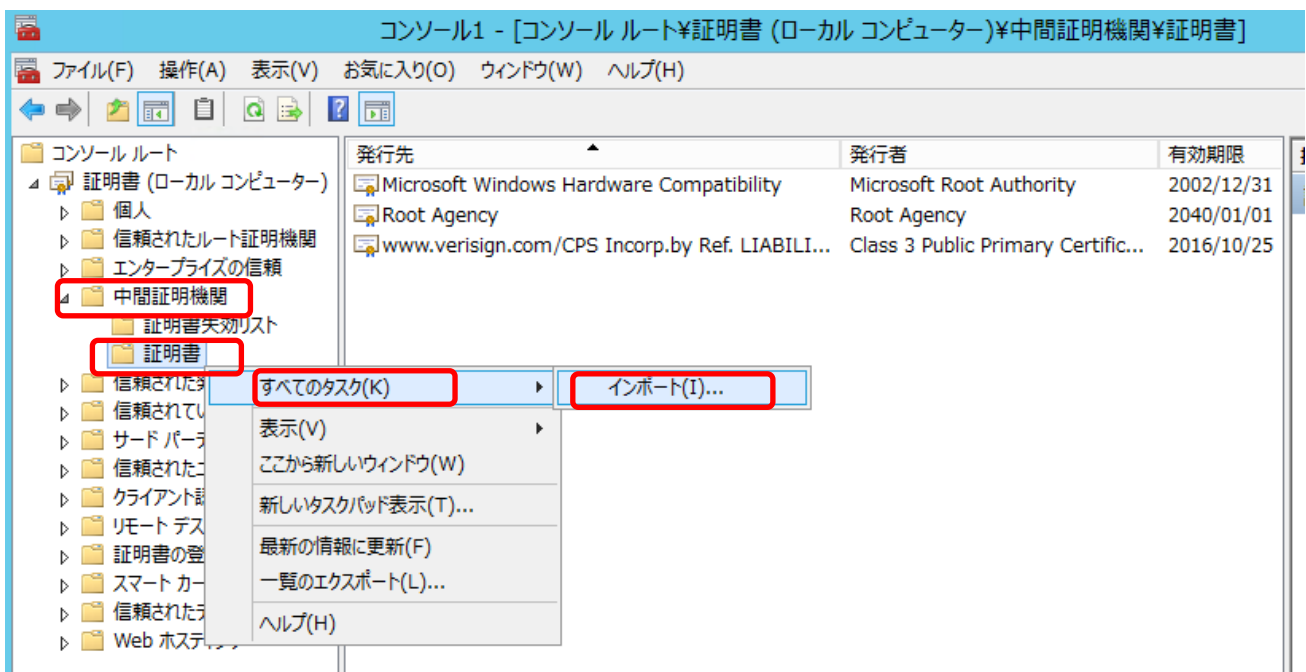 コンソール1 - [コンソール ルート¥証明書 (ローカル コンピューター)¥中間証明機関¥証明書]
ファイル(F) 操作(A) 表示(V) お気に入り(O) ウィンドウ(W) ヘルプ(H)
コンソール ルート
証明書 (ローカル コンピューター)
個人
信頼されたルート証明機関
エンタープライズの信頼
中間証明機関
証明書失効リスト
証明書
信頼された
信頼されてい
サード パーテ
信頼された
クライアント
リモート デス
証明書の登
スマート カー
信頼された
Web ホスティング
発行先 発行者 有効期限
Microsoft Windows Hardware Compatibility Microsoft Root Authority 2002/12/31
Root Agency Root Agency 2040/01/01
www.verisign.com/CPS Incorp.by Ref. LIABILI... Class 3 Public Primary Certific... 2016/10/25
すべてのタスク(K)
インポート(I)...
表示(V)
ここから新しいウィンドウ(W)
新しいタスクパッド表示(T)...
最新の情報に更新(F)
一覧のエクスポート(L)...
ヘルプ(H)